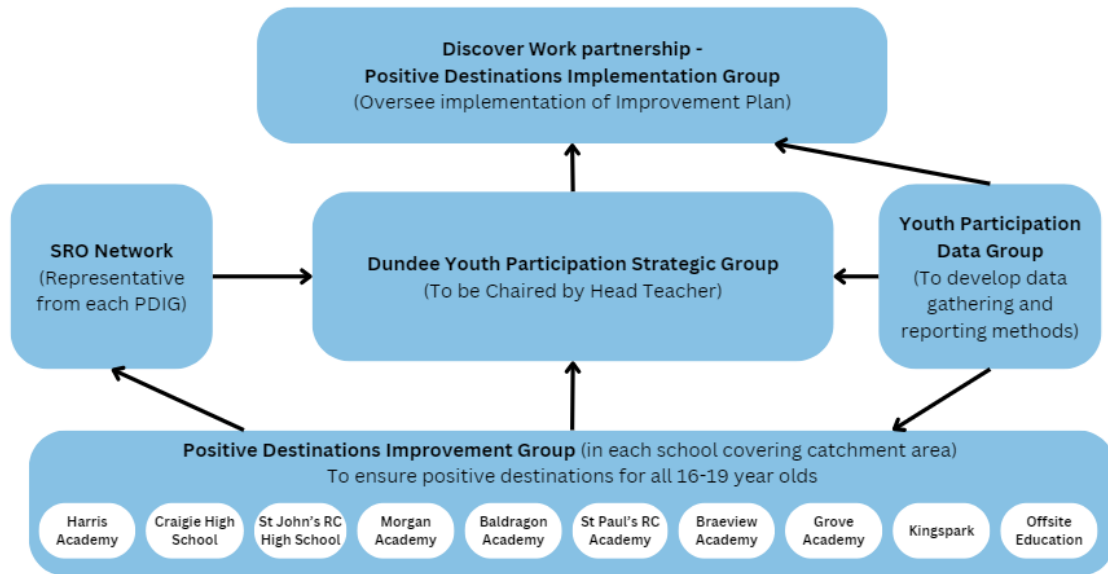 Discover Work partnership -
Positive Destinations Implementation Group
(Oversee implementation of Improvement Plan)
SRO Network
(Representative
from each PDIG)
Dundee Youth Participation Strategic Group
(To be Chaired by Head Teacher)
Youth Participation
Data Group
(To develop data
gathering and
reporting methods)
Positive Destinations Improvement Group (in each school covering catchment area)
To ensure positive destinations for all 16-19 year olds
Harris
Academy
Craigie High
School
St John's RC
High School
Morgan
Academy
Baldragon
Academy
St Paul's RC
Academy
Braeview
Academy
Grove
Academy
Kingspark
Offsite
Education